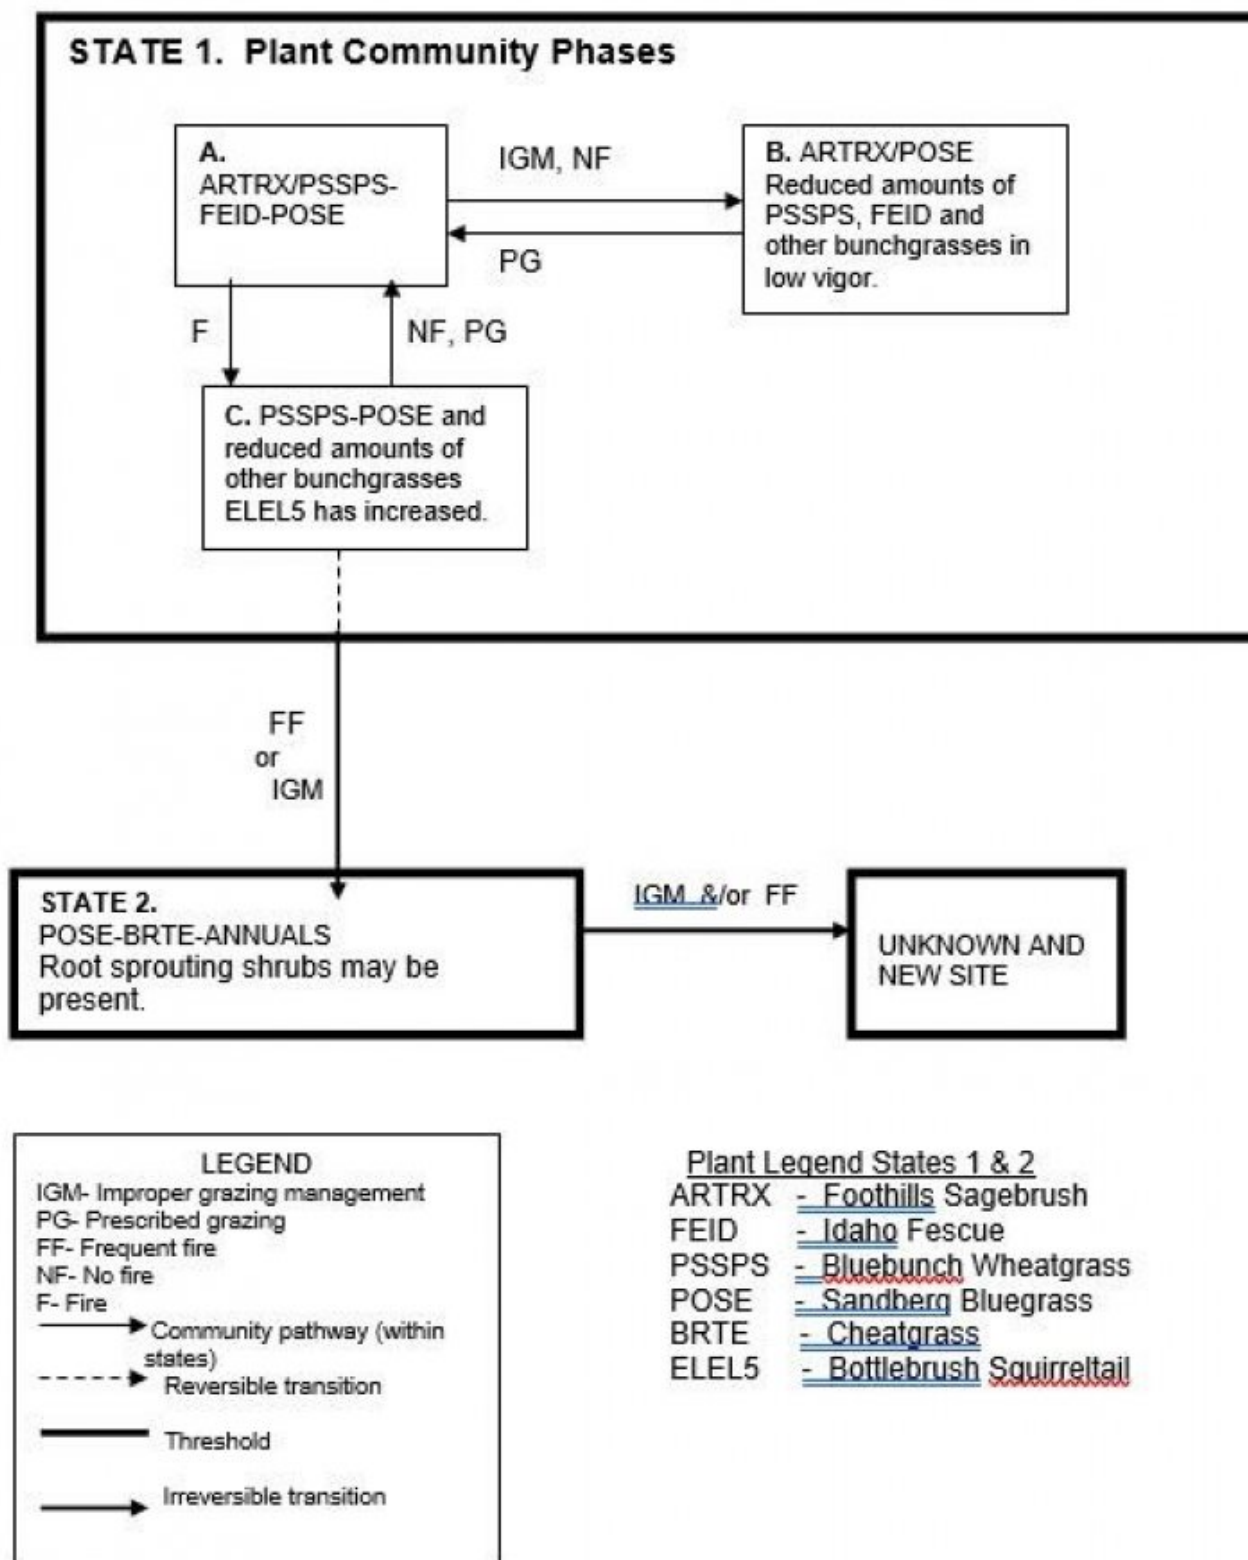 STATE 1. Plant Community Phases
A.
ARTRX/PSSPS-
FEID-POSE
IGM, NF
PG
B. ARTRX/POSE
Reduced amounts of
PSSPS, FEID and
other bunchgrasses in
low vigor.
F
NF, PG
C. PSSPS-POSE and
reduced amounts of
other bunchgrasses
ELEL5 has increased.
FF
or
IGM
STATE 2.
POSE-BRTE-ANNUALS
Root sprouting shrubs may be
present.
IGM &/or FF
UNKNOWN AND
NEW SITE
LEGEND
IGM- Improper grazing management
PG- Prescribed grazing
FF- Frequent fire
NF- No fire
F- Fire
Community pathway (within
states)
Reversible transition
Threshold
Irreversible transition
Plant Legend States 1 & 2
ARTRX - Foothills Sagebrush
FEID - Idaho Fescue
PSSPS - Bluebunch Wheatgrass
POSE - Sandberg Bluegrass
BRTE - Cheatgrass
ELEL5 - Bottlebrush Squirreltail